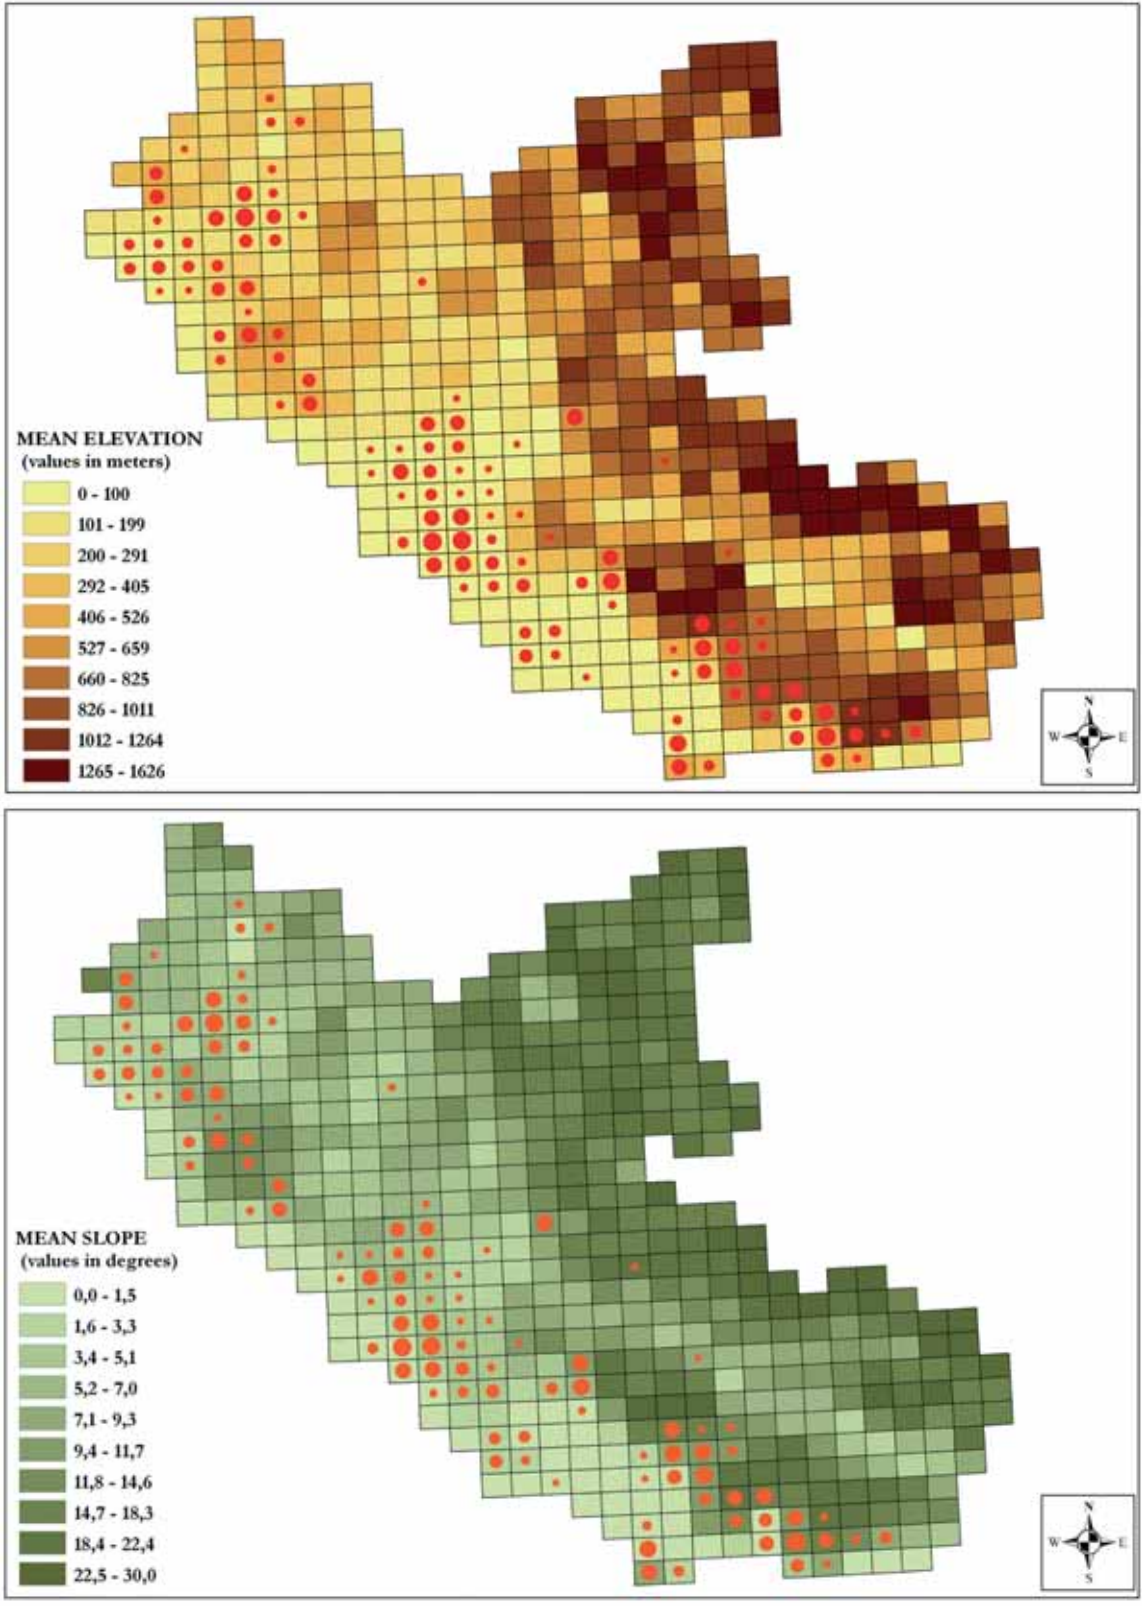 MEAN ELEVATION
(values in meters)
0 - 100
101 - 199
200 - 291
292 - 405
406 - 526
527 - 659
660 - 825
826 - 1011
1012 - 1264
1265 - 1626
N
W E
S
MEAN SLOPE
(values in degrees)
0,0 - 1,5
1,6 - 3,3
3,4 - 5,1
5,2 - 7,0
7,1 - 9,3
9,4 - 11,7
11,8 - 14,6
14,7 - 18,3
18,4 - 22,4
22,5 - 30,0
N
W E
S